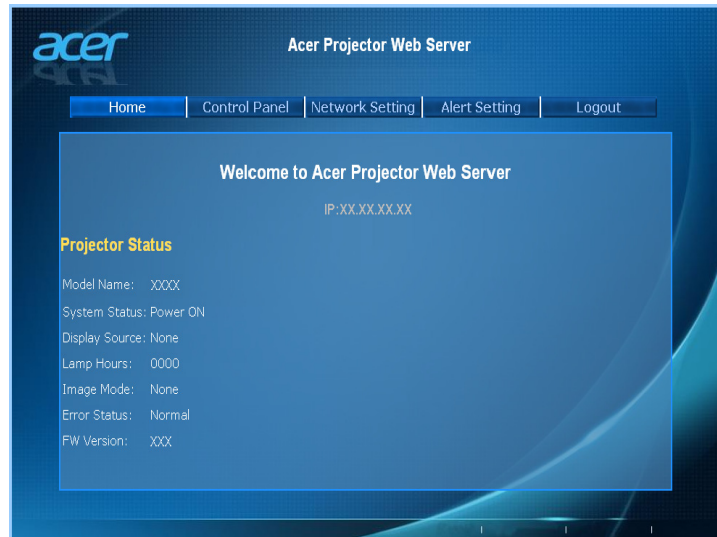 acer
Acer Projector Web Server
Home Control Panel Network Setting Alert Setting Logout
Welcome to Acer Projector Web Server
IP:XX.XX.XX.XX
Projector Status
Model Name: XXXX
System Status: Power ON
Display Source: None
Lamp Hours: 0000
Image Mode: None
Error Status: Normal
FW Version: XXX